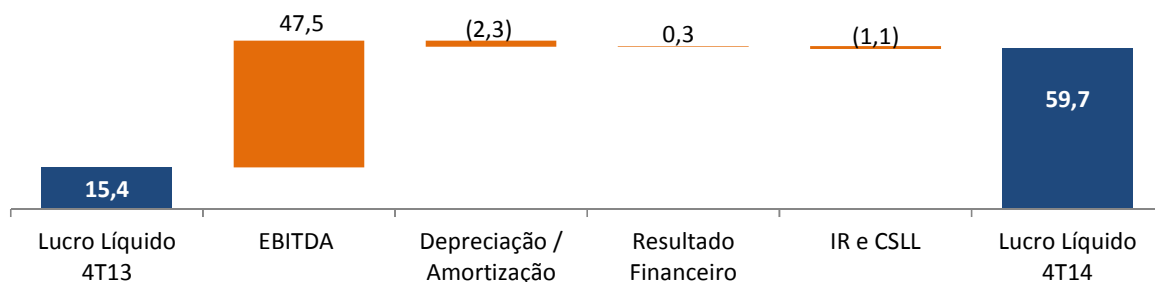 47,5
(2,3)
0,3
(1,1)
59,7
15,4
Lucro Líquido
4T13
EBITDA
Depreciação /
Amortização
Resultado
Financeiro
IR e CSLL
Lucro Líquido
4T14